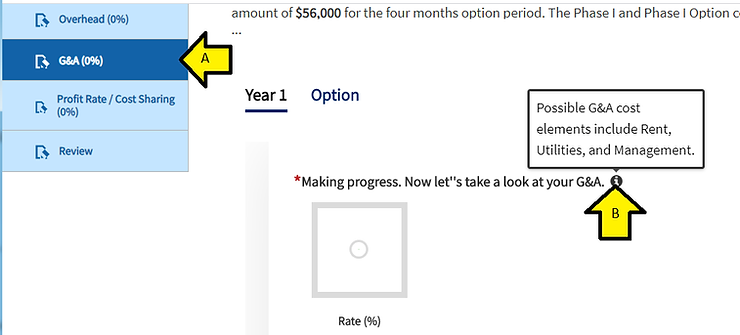 Overhead (0%)
G&A (0%)
A
Profit Rate / Cost Sharing
(0%)
Review
amount of $56,000 for the four months option period. The Phase I and Phase I Option
...
Year 1 Option
Possible G&A cost
elements include Rent,
Utilities, and Management.
*Making progress. Now let''s take a look at your G&A.
B
Rate (%)